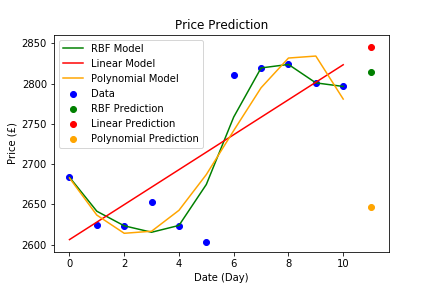 Price Prediction
2850
2800
2750
2700
2650
2600
Price (£)
RBF Model
Linear Model
Polynomial Model
Data
RBF Prediction
Linear Prediction
Polynomial Prediction
0 2 4 6 8 10
Date (Day)